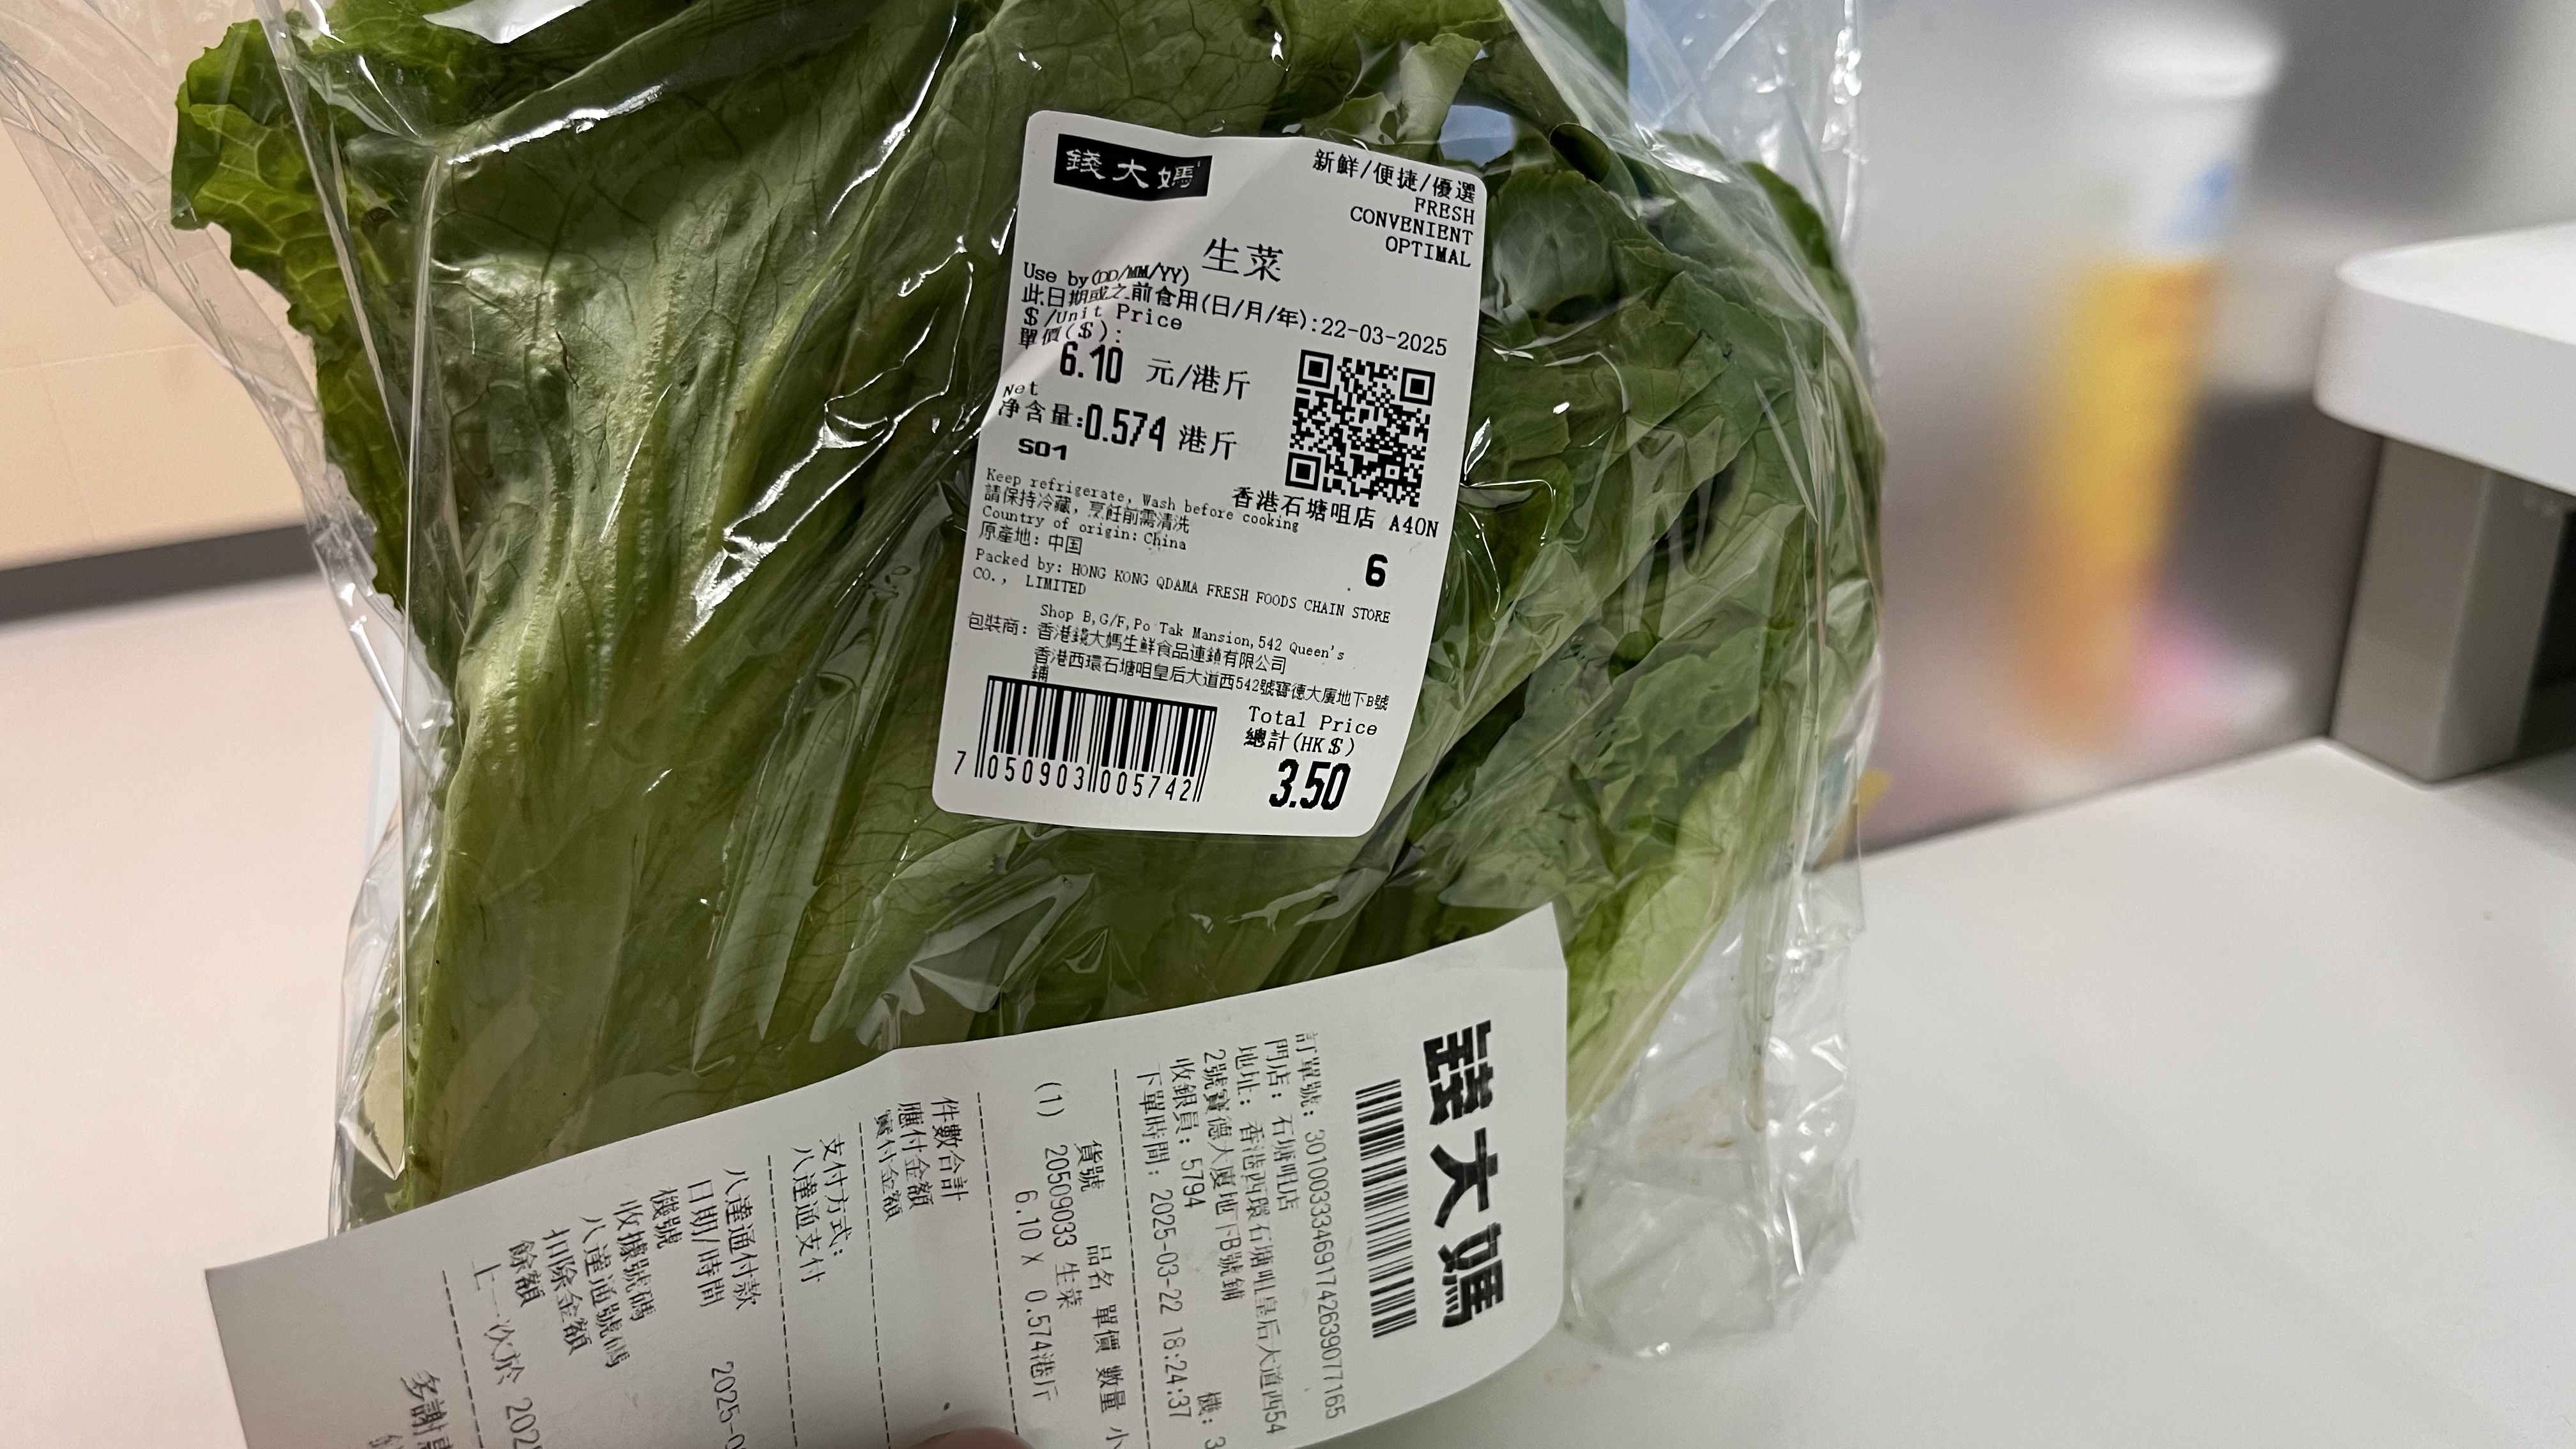 錢大媽
新鮮/便捷/優選
FRESH
CONVENIENT
OPTIMAL
生菜
Use by(DD/MM/YY)
此日期或之前食用(日/月/年):22-03-2025
$/Unit Price
單價($):
6.10 元/港斤
Net
净含量:0.574 港斤
S01
Keep refrigerate, Wash before cooking
請保持冷藏, 烹飪前需清洗
香港石塘咀店 A40N
Country of origin: China
原產地: 中国
6
Packed by: HONG KONG QDAMA FRESH FOODS CHAIN STORE
CO., LIMITED
Shop B,G/F,Po Tak Mansion,542 Queen's
包裝商: 香港錢大媽生鮮食品連鎖有限公司
香港西環石塘咀皇后大道西542號寶德大廈地下B號
鋪
7 050903 005742
Total Price
總計(HK$)
3.50
錢大媽
訂單號: 3010033346917426390 77165
門店: 石塘咀店
地址: 香港西環石塘咀皇后大道西54
2號寶德大廈地下B號鋪
收銀員: 5794 機: 3
下單時間: 2025-03-22 18:24:37
貨號 品名 單價 數量 小
(1) 20509033 生菜
6.10 X 0.574港斤
件數合計
應付金額
實付金額
支付方式:
八達通支付
八達通付款
日期/時間 2025-0
機號
收據號碼
八達通號碼
扣除金額
餘額
上一次於 202
多謝